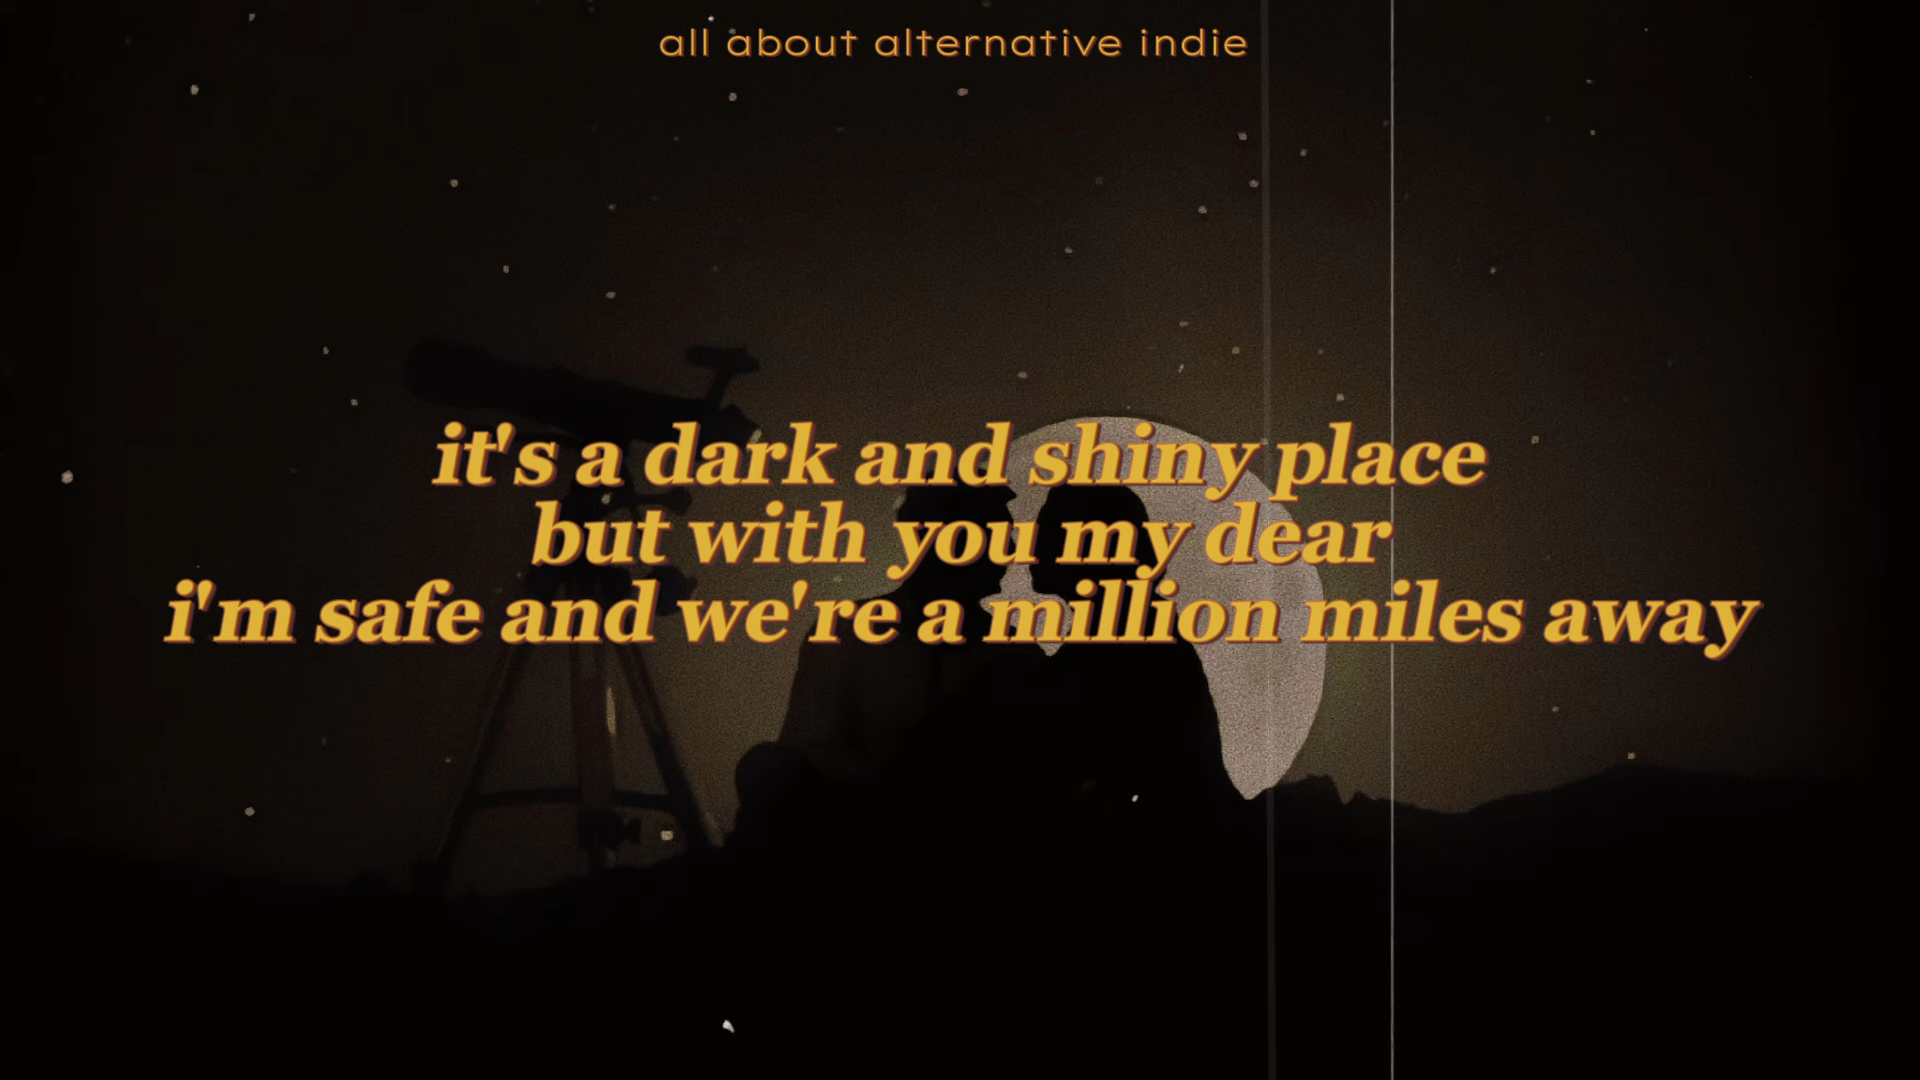 all about alternative indie
it's a dark and shiny place
but with you my dear
i'm safe and we're a million miles away